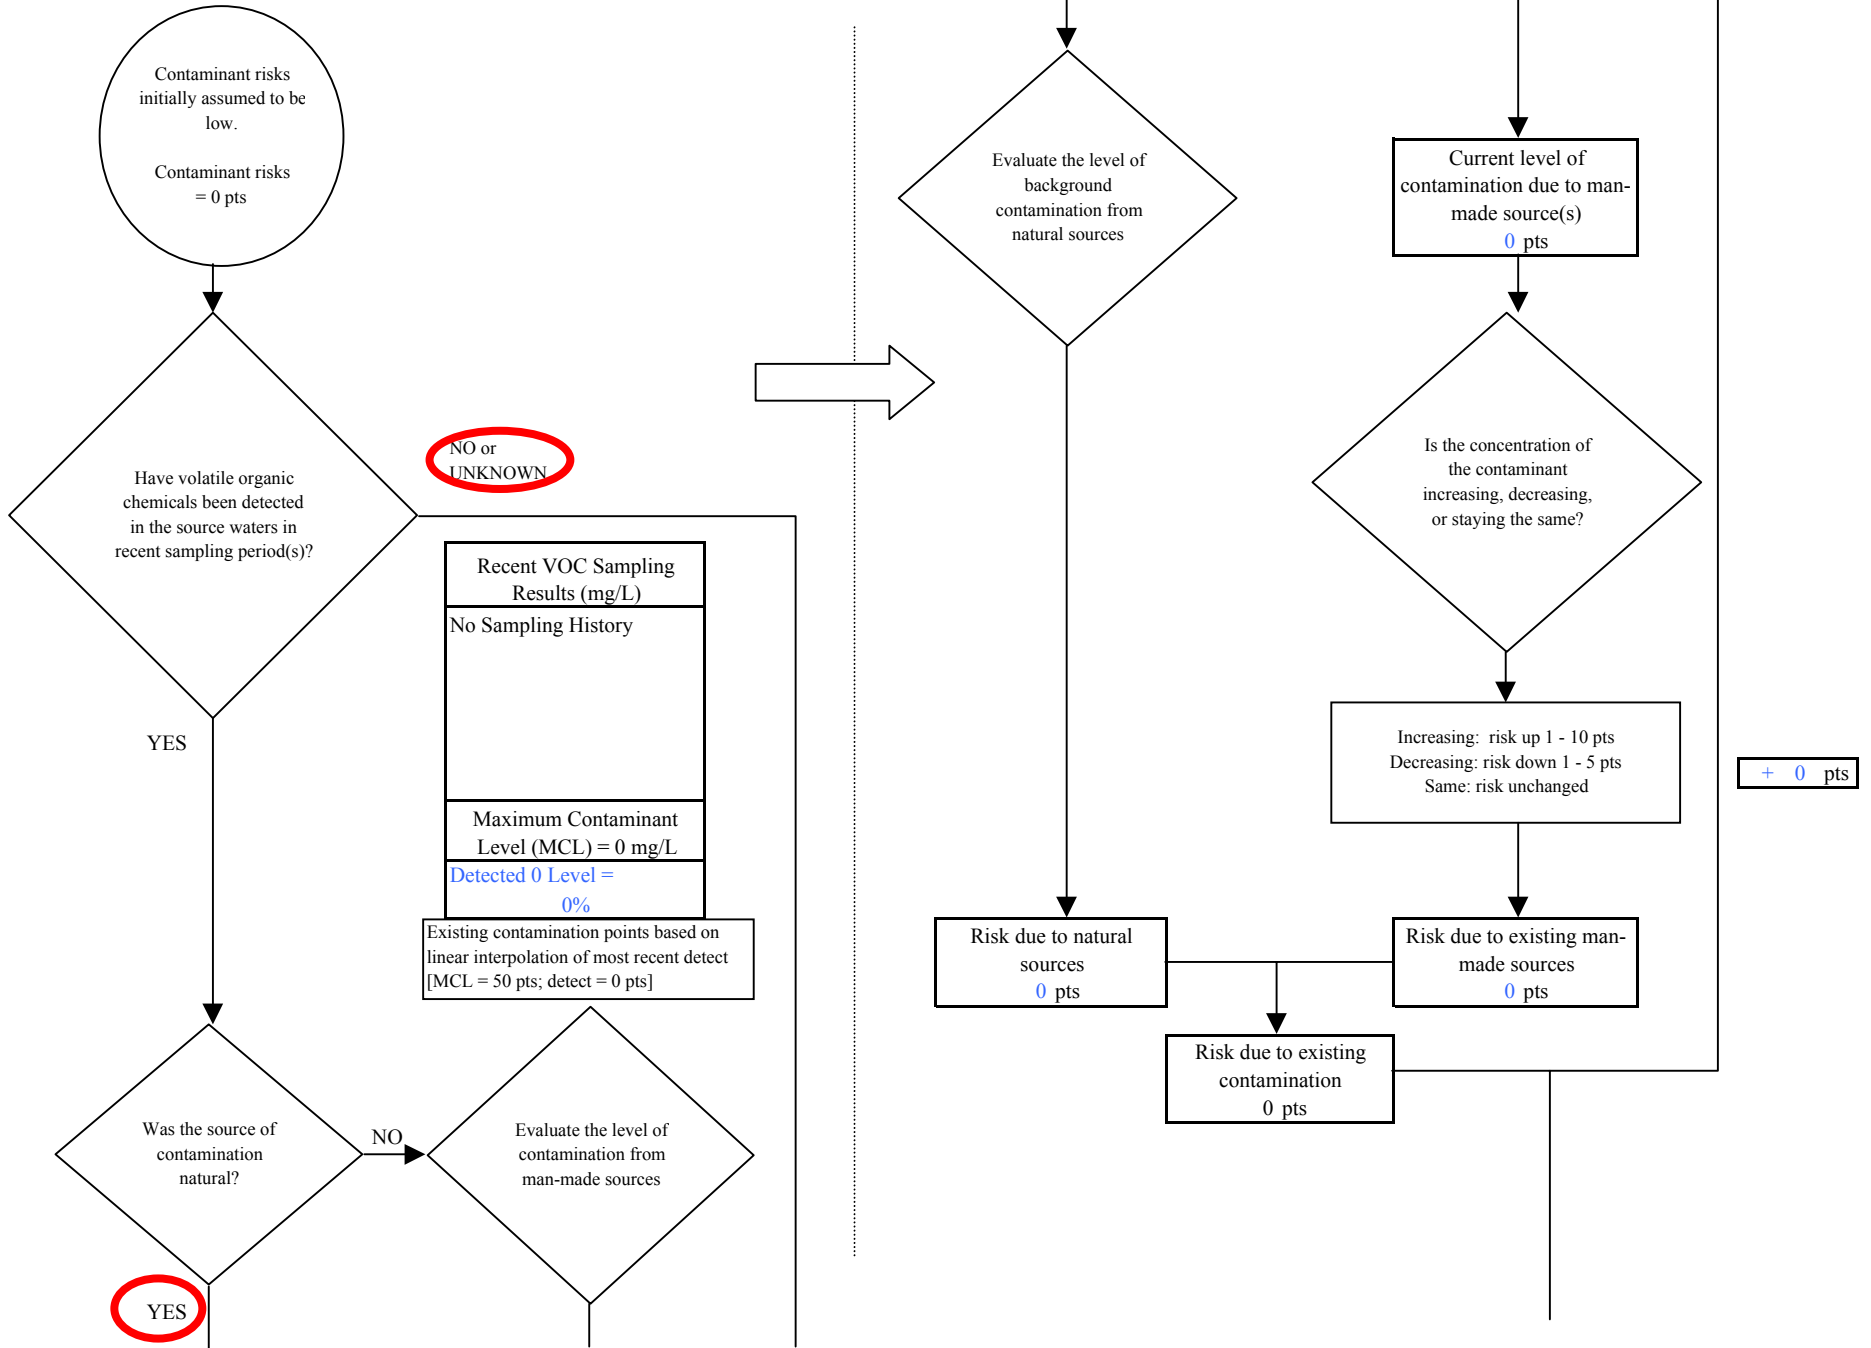 Contaminant risks
initially assumed to be
low.
Contaminant risks
= 0 pts
Have volatile organic
chemicals been detected
in the source waters in
recent sampling period(s)?
NO or
UNKNOWN
YES
Recent VOC Sampling
Results (mg/L)
No Sampling History
Maximum Contaminant
Level (MCL) = 0 mg/L
Detected 0 Level =
0%
Existing contamination points based on
linear interpolation of most recent detect
[MCL = 50 pts; detect = 0 pts]
Was the source of
contamination
natural?
NO
Evaluate the level of
contamination from
man-made sources
YES
Evaluate the level of
background
contamination from
natural sources
Current level of
contamination due to man-
made source(s)
0 pts
Is the concentration of
the contaminant
increasing, decreasing,
or staying the same?
Increasing: risk up 1 - 10 pts
Decreasing: risk down 1 - 5 pts
Same: risk unchanged
+ 0 pts
Risk due to natural
sources
0 pts
Risk due to existing man-
made sources
0 pts
Risk due to existing
contamination
0 pts